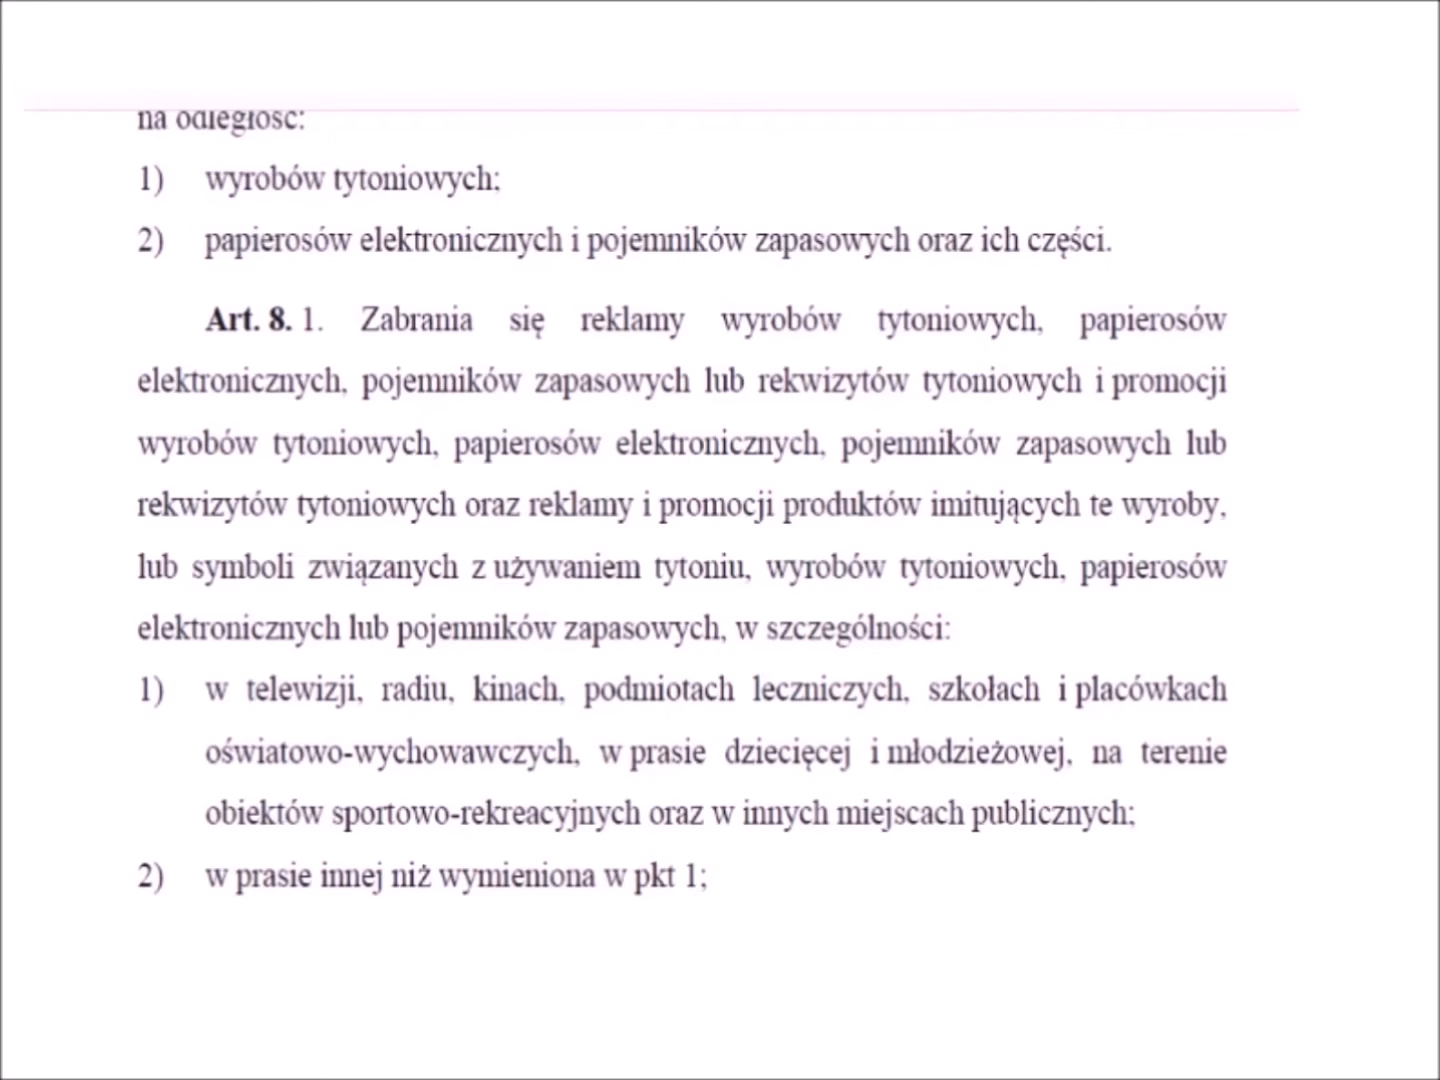 na odległość:
1) wyrobów tytoniowych;
2) papierosów elektronicznych i pojemników zapasowych oraz ich części.
Art. 8. 1. Zabrania się reklamy wyrobów tytoniowych, papierosów
elektronicznych, pojemników zapasowych lub rekwizytów tytoniowych i promocji
wyrobów tytoniowych, papierosów elektronicznych, pojemników zapasowych lub
rekwizytów tytoniowych oraz reklamy i promocji produktów imitujących te wyroby,
lub symboli związanych z używaniem tytoniu, wyrobów tytoniowych, papierosów
elektronicznych lub pojemników zapasowych, w szczególności:
1) w telewizji, radiu, kinach, podmiotach leczniczych, szkołach i placówkach
oświatowo-wychowawczych, w prasie dziecięcej i młodzieżowej, na terenie
obiektów sportowo-rekreacyjnych oraz w innych miejscach publicznych;
2) w prasie innej niż wymieniona w pkt 1;